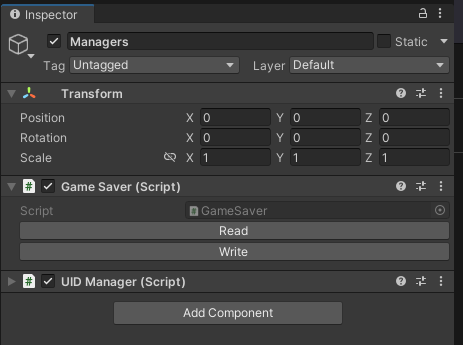 Inspector
Managers Static
Tag Untagged Layer Default
Transform
Position X 0 Y 0 Z 0
Rotation X 0 Y 0 Z 0
Scale X 1 Y 1 Z 1
# Game Saver (Script)
Script # GameSaver
Read
Write
# UID Manager (Script)
Add Component